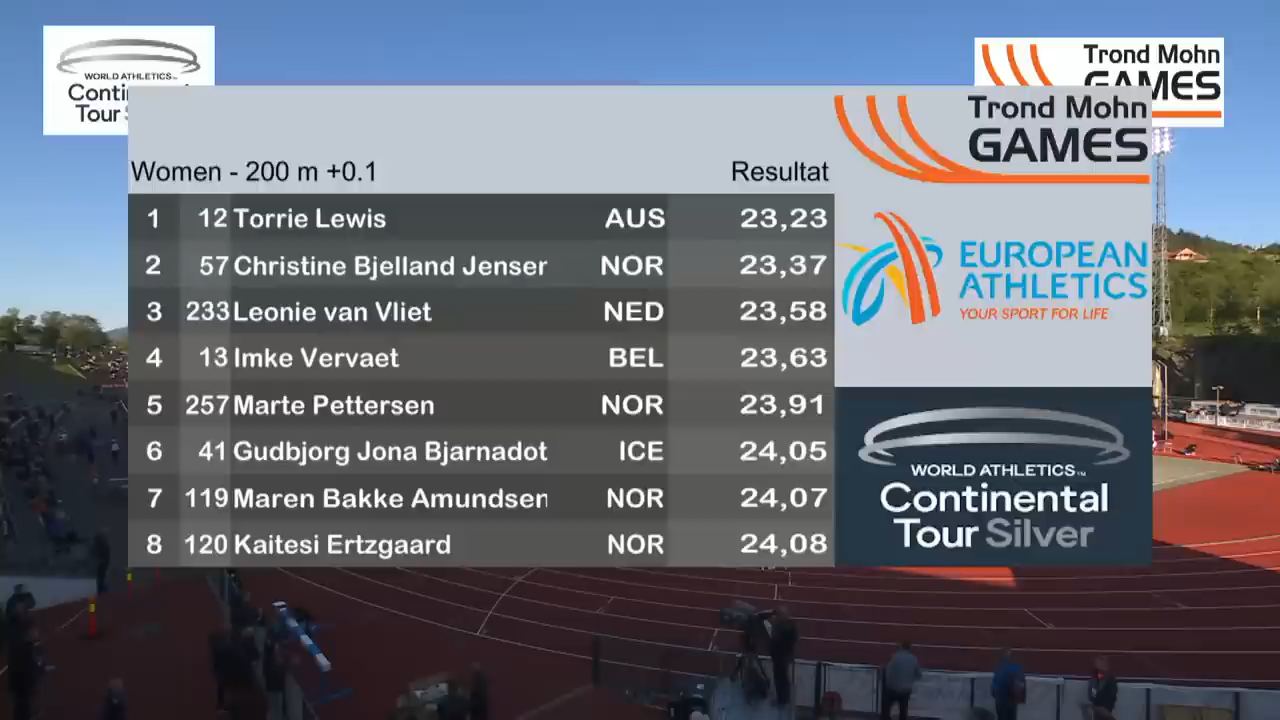 WORLD ATHLETICS™
Conti
Tour S
Trond Mohn
GAMES
Trond Mohn
GAMES
Women - 200 m +0.1 Resultat
1 12 Torrie Lewis AUS 23,23
2 57 Christine Bjelland Jenser NOR 23,37
3 233 Leonie van Vliet NED 23,58
4 13 Imke Vervaet BEL 23,63
5 257 Marte Pettersen NOR 23,91
6 41 Gudbjorg Jona Bjarnadot ICE 24,05
7 119 Maren Bakke Amundsen NOR 24,07
8 120 Kaitesi Ertzgaard NOR 24,08
EUROPEAN
ATHLETICS
YOUR SPORT FOR LIFE
WORLD ATHLETICS™
Continental
Tour Silver